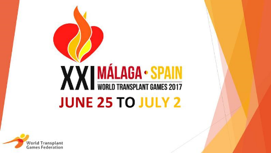 XXI MÁLAGA • SPAIN
WORLD TRANSPLANT GAMES 2017
JUNE 25 TO JULY 2
World Transplant
Games Federation